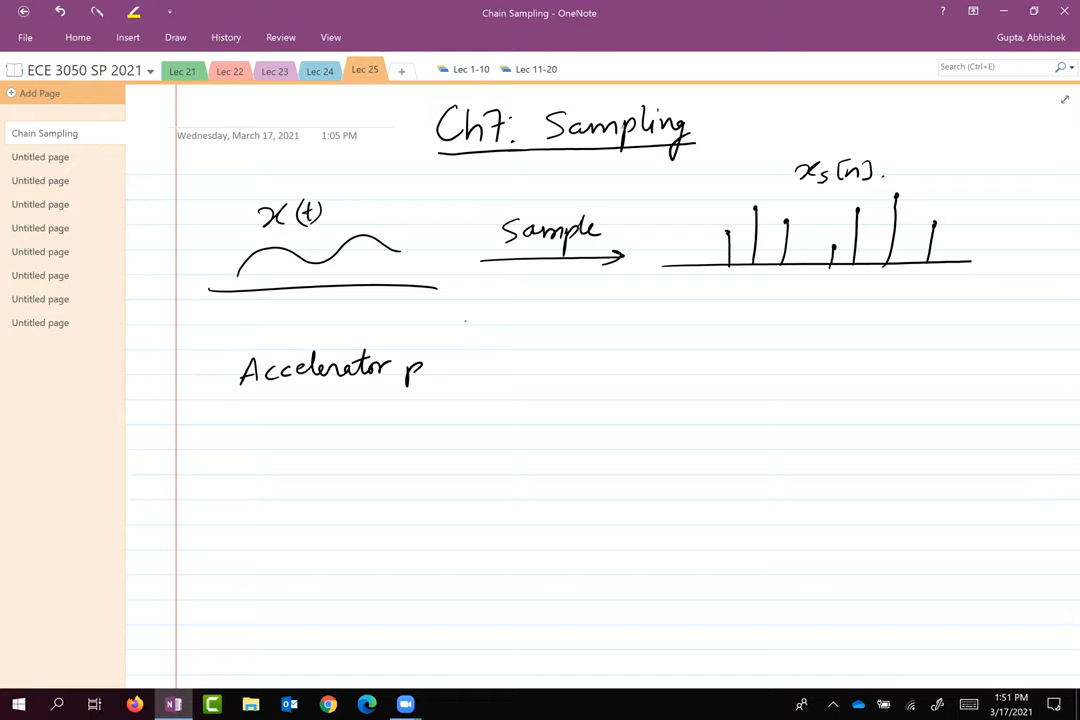 Chain Sampling - OneNote
?
File Home Insert Draw History Review View
Gupta, Abhishek
ECE 3050 SP 2021 Lec 21 Lec 22 Lec 23 Lec 24 Lec 25 + Lec 1-10 Lec 11-20
Search (Ctrl+E)
Add Page
Chain Sampling
Untitled page
Untitled page
Untitled page
Untitled page
Untitled page
Untitled page
Untitled page
Untitled page
Wednesday, March 17, 2021 1:05 PM
Ch7: Sampling
x(t)
Sample
xs[n].
Accelerator p
1:51 PM
3/17/2021